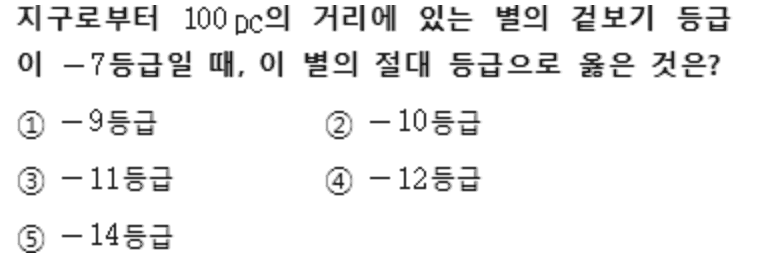 지구로부터 100 pc의 거리에 있는 별의 겉보기 등급
이 －7등급일 때, 이 별의 절대 등급으로 옳은 것은?
① －9등급 ② －10등급
③ －11등급 ④ －12등급
⑤ －14등급